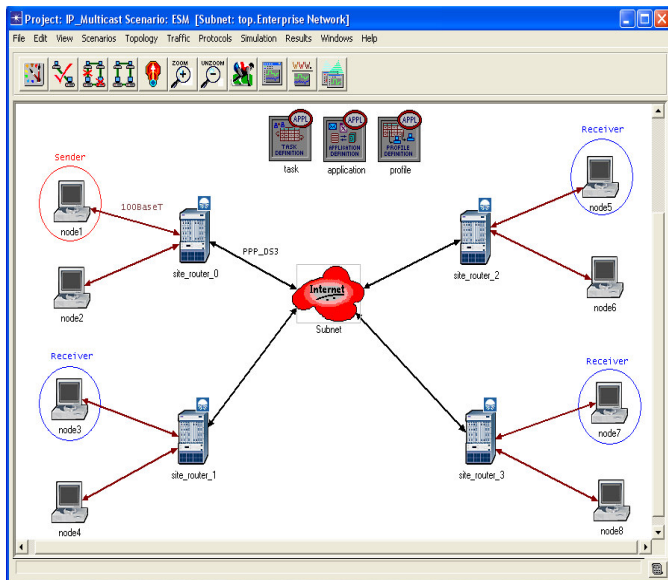 Project: IP_Multicast Scenario: ESM [Subnet: top.Enterprise Network]
File Edit View Scenarios Topology Traffic Protocols Simulation Results Windows Help
ZOOM
UNZOOM
APPL
APPL
APPL
TASK DEFINITION
APPLICATION DEFINITION
PROFILE DEFINITION
task
application
profile
Sender
node1
100BaseT
node2
site_router_0
PPP_DS3
Receiver
node5
site_router_2
node6
Internet
Subnet
Receiver
node3
site_router_1
node4
Receiver
node7
site_router_3
node8